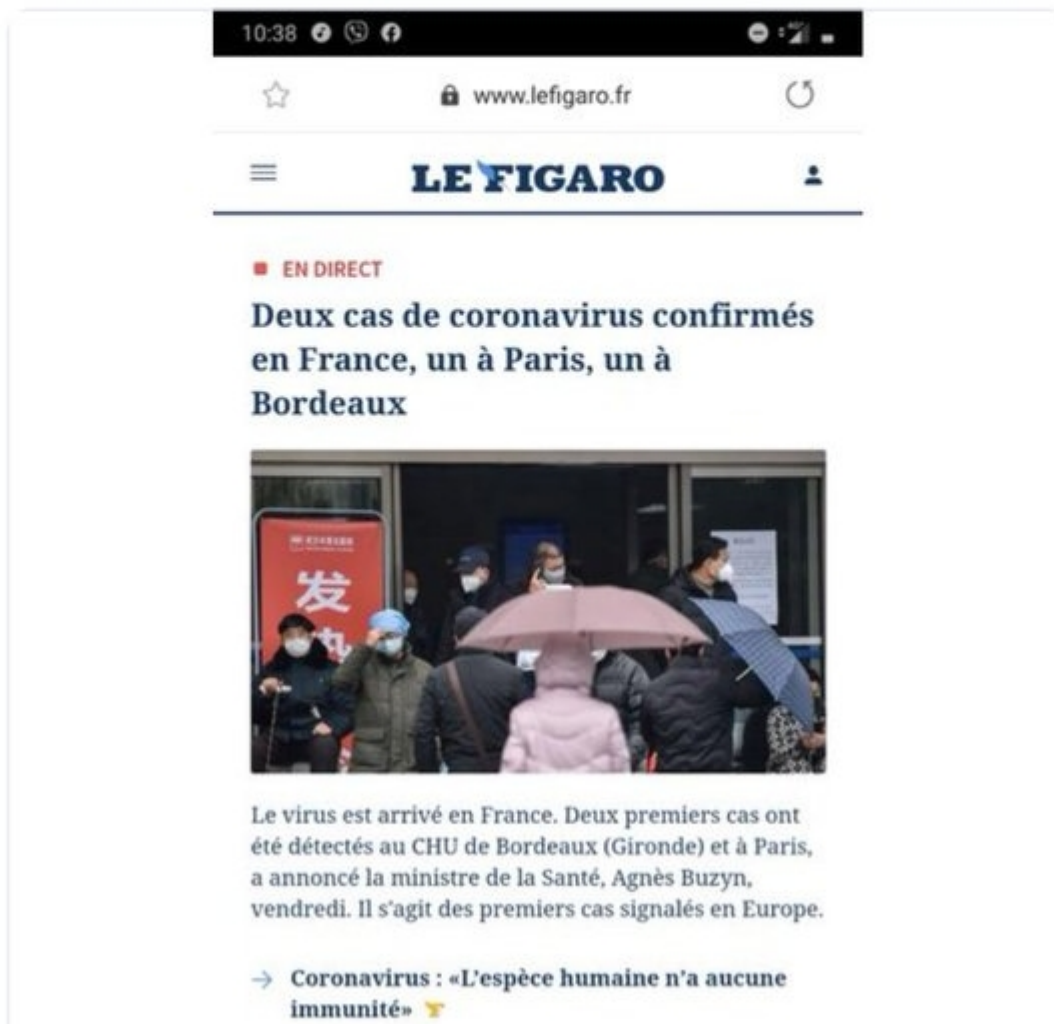 10:38
www.lefigaro.fr
LE FIGARO
EN DIRECT
Deux cas de coronavirus confirmés
en France, un à Paris, un à
Bordeaux
发
Le virus est arrivé en France. Deux premiers cas ont
été détectés au CHU de Bordeaux (Gironde) et à Paris,
a annoncé la ministre de la Santé, Agnès Buzyn,
vendredi. Il s'agit des premiers cas signalés en Europe.
Coronavirus : «L'espèce humaine n'a aucune
immunité»